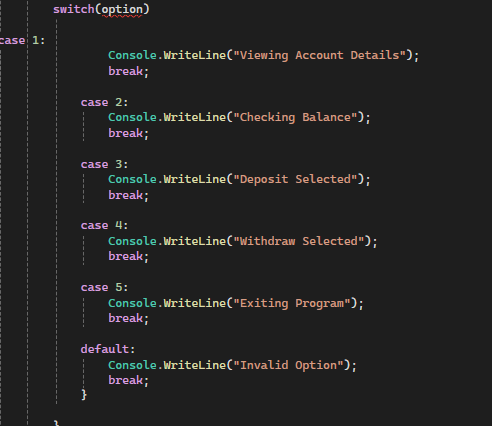 switch(option)
case 1:
Console.WriteLine("Viewing Account Details");
break;
case 2:
Console.WriteLine("Checking Balance");
break;
case 3:
Console.WriteLine("Deposit Selected");
break;
case 4:
Console.WriteLine("Withdraw Selected");
break;
case 5:
Console.WriteLine("Exiting Program");
break;
default:
Console.WriteLine("Invalid Option");
break;
}
}